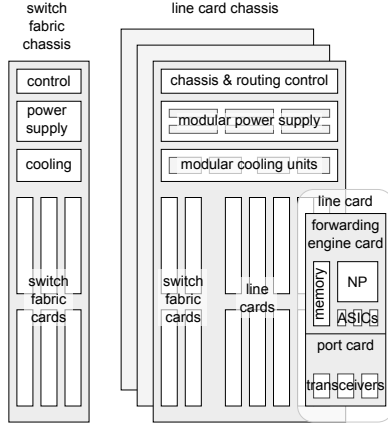 switch
fabric
chassis
control
power
supply
cooling
switch
fabric
cards
line card chassis
chassis & routing control
modular power supply
modular cooling units
switch
fabric
cards
line
cards
line card
forwarding
engine card
memory
NP
ASICs
port card
transceivers